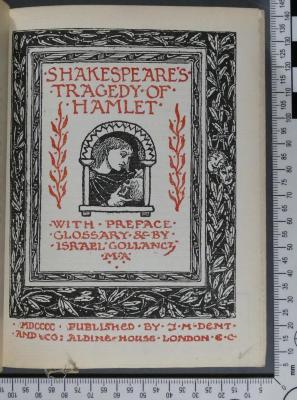 SHAKESPEARE'S
TRAGEDY·OF·
HAMLET·
·WITH·PREFACE·
·GLOSSARY·&·BY·
·ISRAEL·GOLLANCZ·
·M·A·
·MDCCCC·PUBLISHED·BY·J·M·DENT·
·AND·CO:·ALDINE·HOUSE·LONDON·E·C·